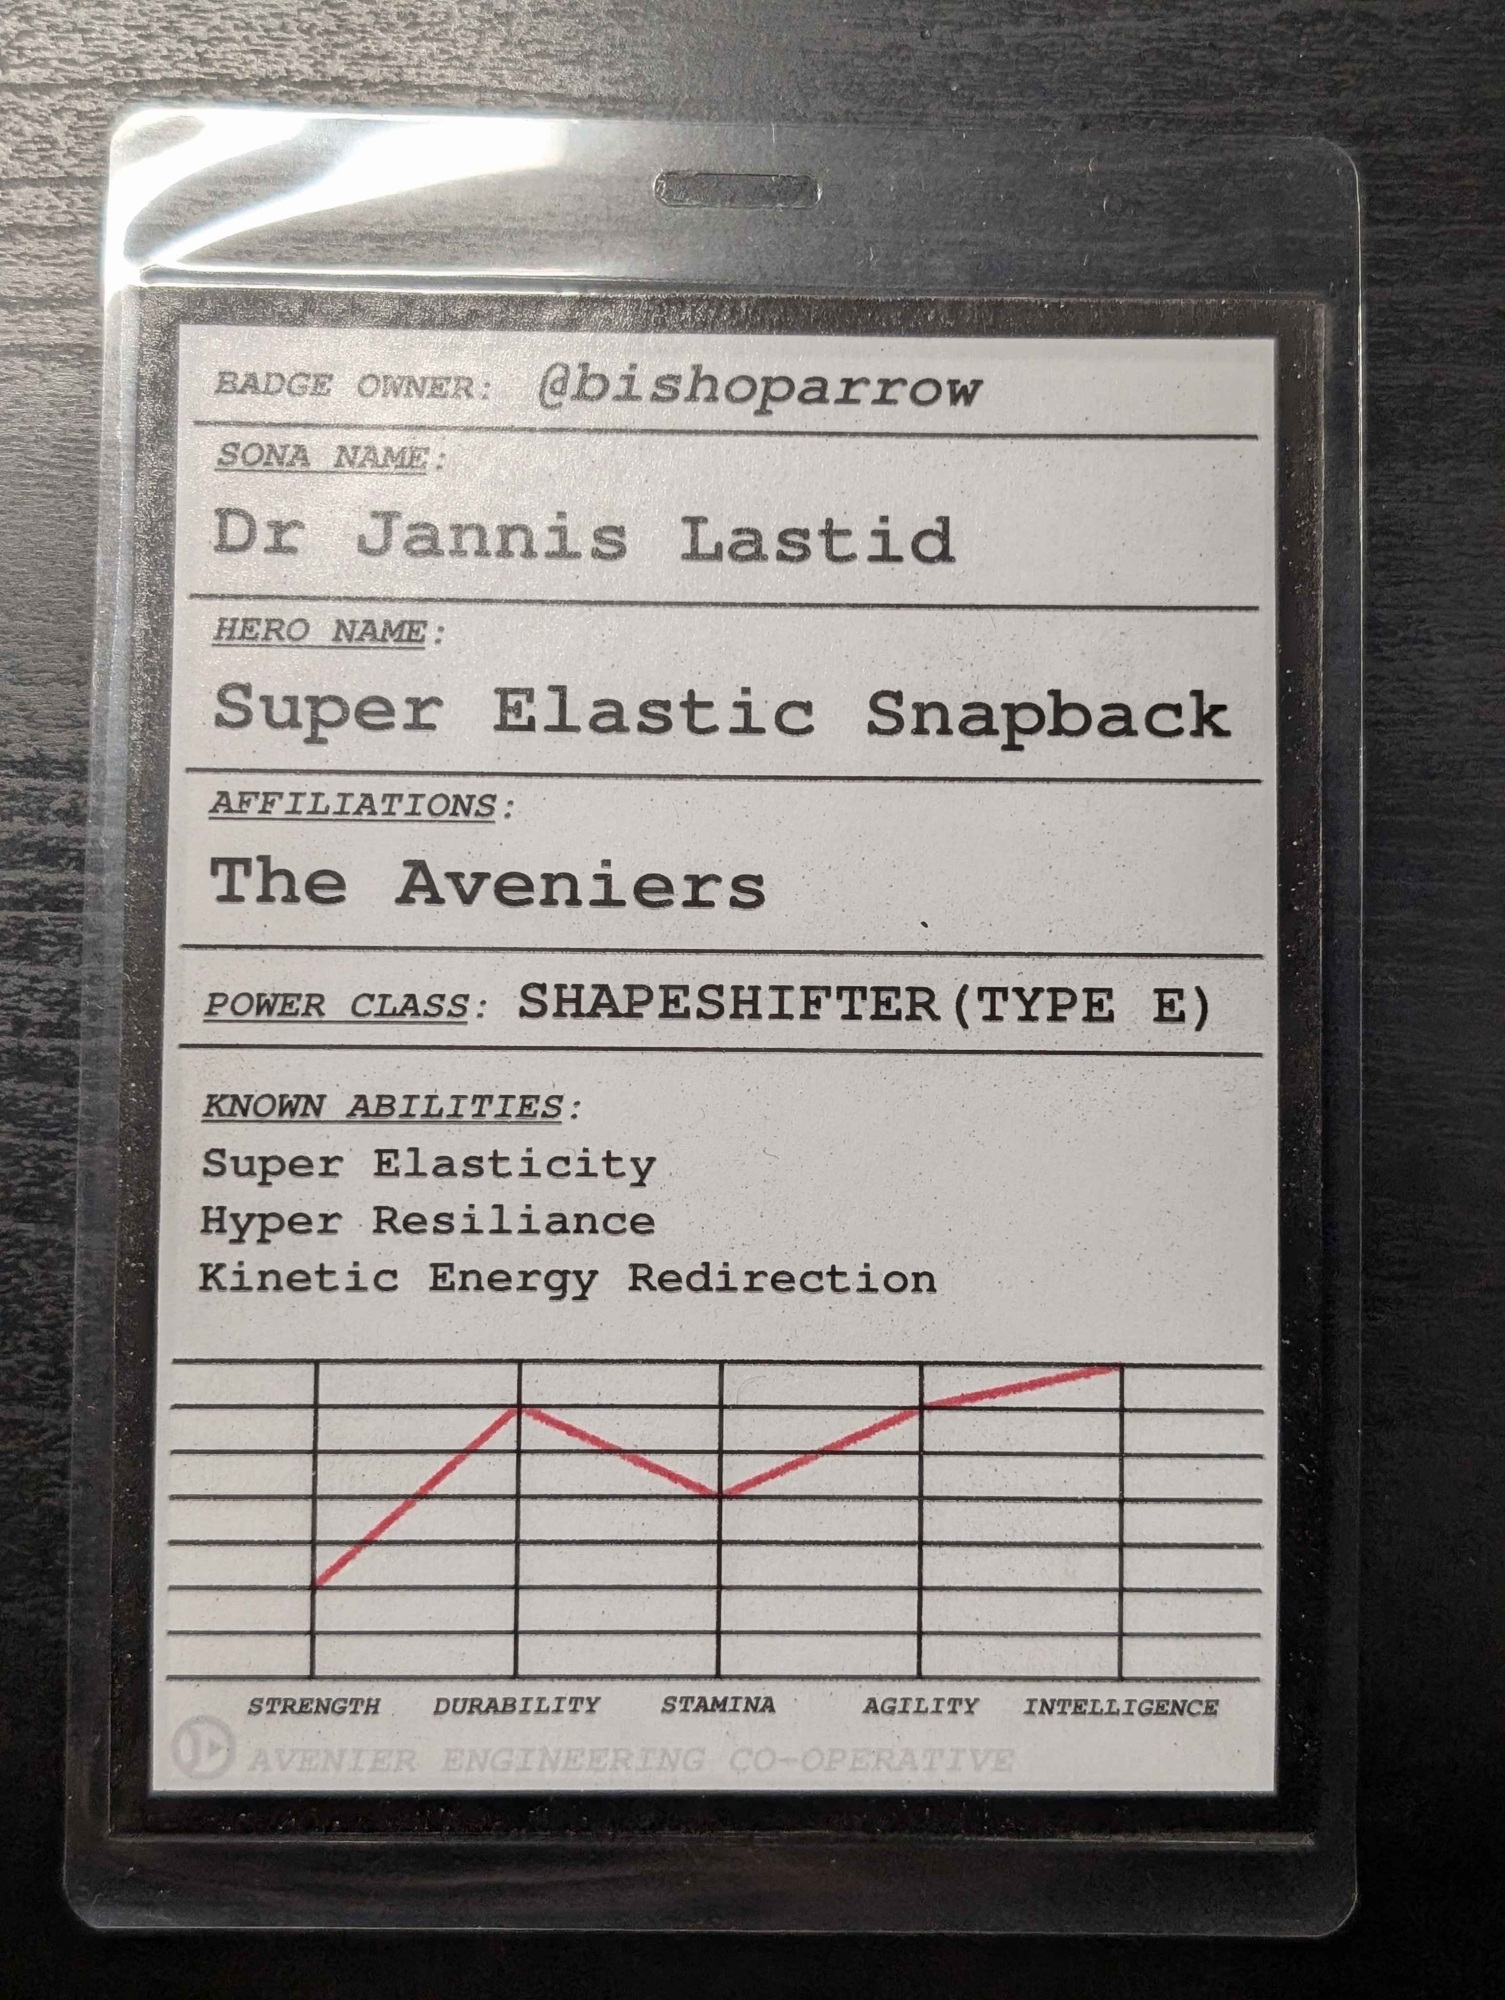 BADGE OWNER: @bishoparrow
SONA NAME:
Dr Jannis Lastid
HERO NAME:
Super Elastic Snapback
AFFILIATIONS:
The Aveniers
POWER CLASS: SHAPESHIFTER(TYPE E)
KNOWN ABILITIES:
Super Elasticity
Hyper Resiliance
Kinetic Energy Redirection
STRENGTH DURABILITY STAMINA AGILITY INTELLIGENCE
AVENIER ENGINEERING CO-OPERATIVE